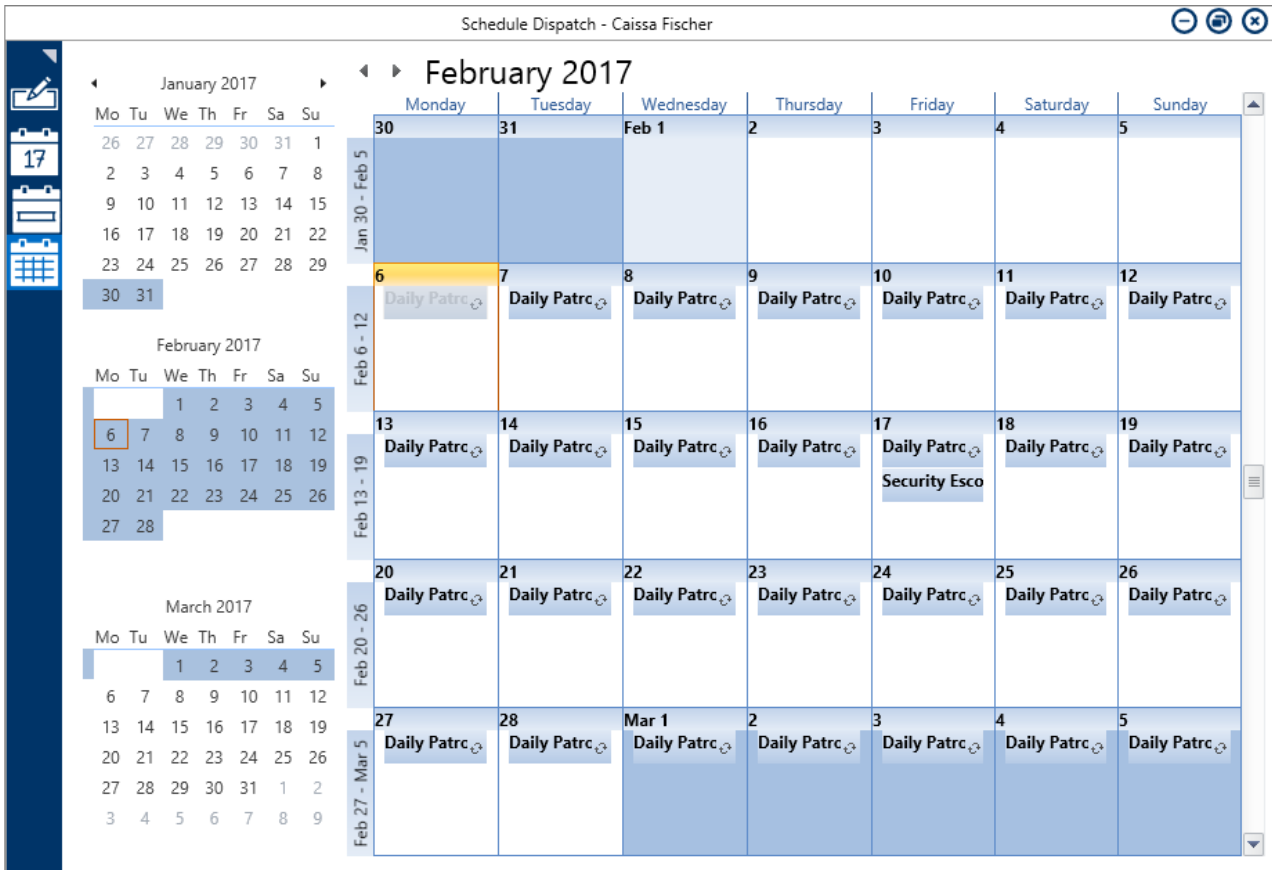 Schedule Dispatch - Caissa Fischer
17
January 2017
Mo Tu We Th Fr Sa Su
26 27 28 29 30 31 1
2 3 4 5 6 7 8
9 10 11 12 13 14 15
16 17 18 19 20 21 22
23 24 25 26 27 28 29
30 31
February 2017
Mo Tu We Th Fr Sa Su
1 2 3 4 5
6 7 8 9 10 11 12
13 14 15 16 17 18 19
20 21 22 23 24 25 26
27 28
March 2017
Mo Tu We Th Fr Sa Su
1 2 3 4 5
6 7 8 9 10 11 12
13 14 15 16 17 18 19
20 21 22 23 24 25 26
27 28 29 30 31 1 2
3 4 5 6 7 8 9
February 2017
Monday Tuesday Wednesday Thursday Friday Saturday Sunday
Jan 30 - Feb 5
30 31 Feb 1 2 3 4 5
Feb 6 - 12
6 7 8 9 10 11 12
Daily Patrc Daily Patrc Daily Patrc Daily Patrc Daily Patrc Daily Patrc Daily Patrc
Feb 13 - 19
13 14 15 16 17 18 19
Daily Patrc Daily Patrc Daily Patrc Daily Patrc Daily Patrc Daily Patrc Daily Patrc
Security Esco
Feb 20 - 26
20 21 22 23 24 25 26
Daily Patrc Daily Patrc Daily Patrc Daily Patrc Daily Patrc Daily Patrc Daily Patrc
Feb 27 - Mar 5
27 28 Mar 1 2 3 4 5
Daily Patrc Daily Patrc Daily Patrc Daily Patrc Daily Patrc Daily Patrc Daily Patrc